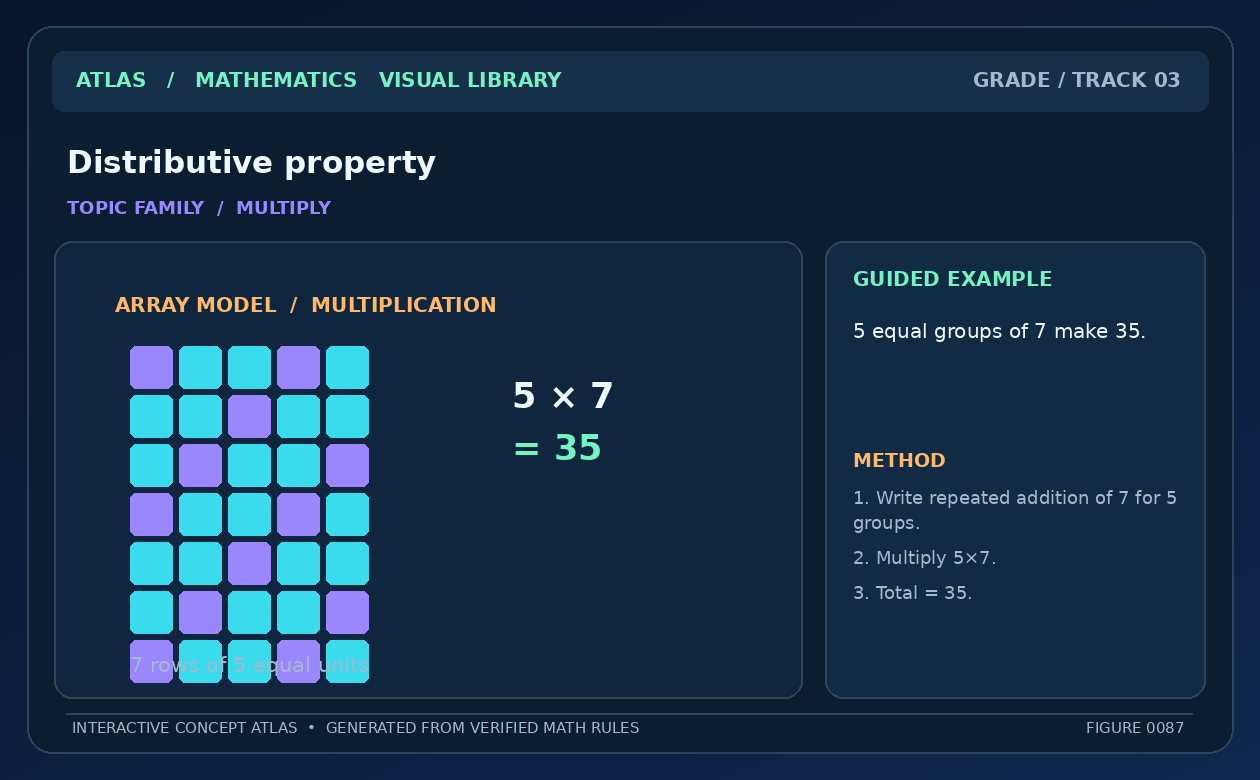 ATLAS / MATHEMATICS VISUAL LIBRARY
GRADE / TRACK 03
Distributive property
TOPIC FAMILY / MULTIPLY
ARRAY MODEL / MULTIPLICATION
5 × 7
= 35
7 rows of 5 equal units
GUIDED EXAMPLE
5 equal groups of 7 make 35.
METHOD
1. Write repeated addition of 7 for 5
groups.
2. Multiply 5×7.
3. Total = 35.
INTERACTIVE CONCEPT ATLAS • GENERATED FROM VERIFIED MATH RULES
FIGURE 0087